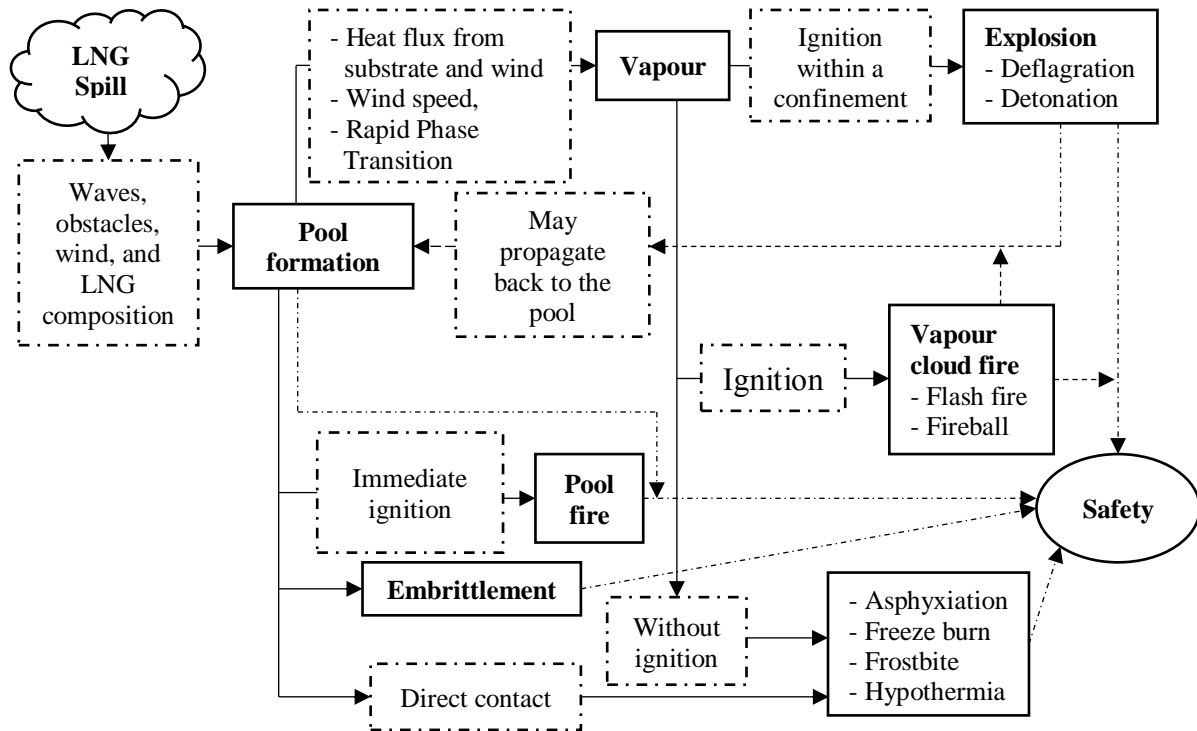 LNG
Spill
- Heat flux from
substrate and wind
- Wind speed,
- Rapid Phase
Transition
Vapour
Ignition
within a
confinement
Explosion
- Deflagration
- Detonation
Waves,
obstacles,
wind, and
LNG
composition
Pool
formation
May
propagate
back to the
pool
Ignition
Vapour
cloud fire
- Flash fire
- Fireball
Immediate
ignition
Pool
fire
Safety
Embrittlement
Without
ignition
- Asphyxiation
- Freeze burn
- Frostbite
- Hypothermia
Direct contact